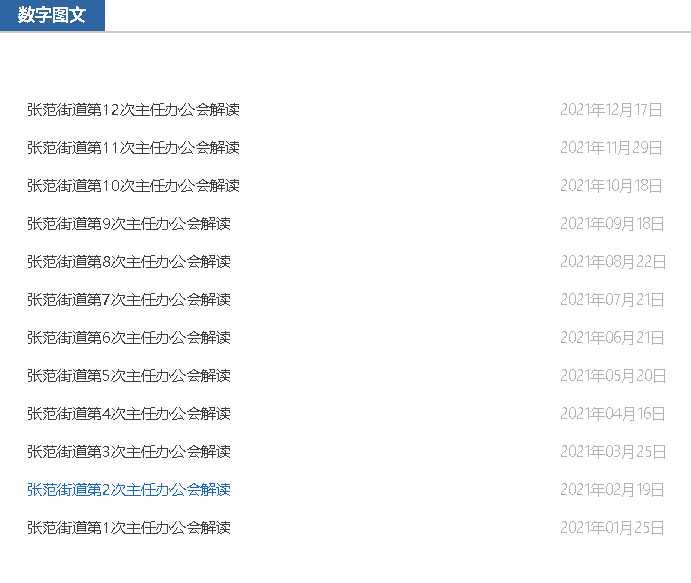 数字图文
张范街道第12次主任办公会解读 2021年12月17日
张范街道第11次主任办公会解读 2021年11月29日
张范街道第10次主任办公会解读 2021年10月18日
张范街道第9次主任办公会解读 2021年09月18日
张范街道第8次主任办公会解读 2021年08月22日
张范街道第7次主任办公会解读 2021年07月21日
张范街道第6次主任办公会解读 2021年06月21日
张范街道第5次主任办公会解读 2021年05月20日
张范街道第4次主任办公会解读 2021年04月16日
张范街道第3次主任办公会解读 2021年03月25日
张范街道第2次主任办公会解读 2021年02月19日
张范街道第1次主任办公会解读 2021年01月25日